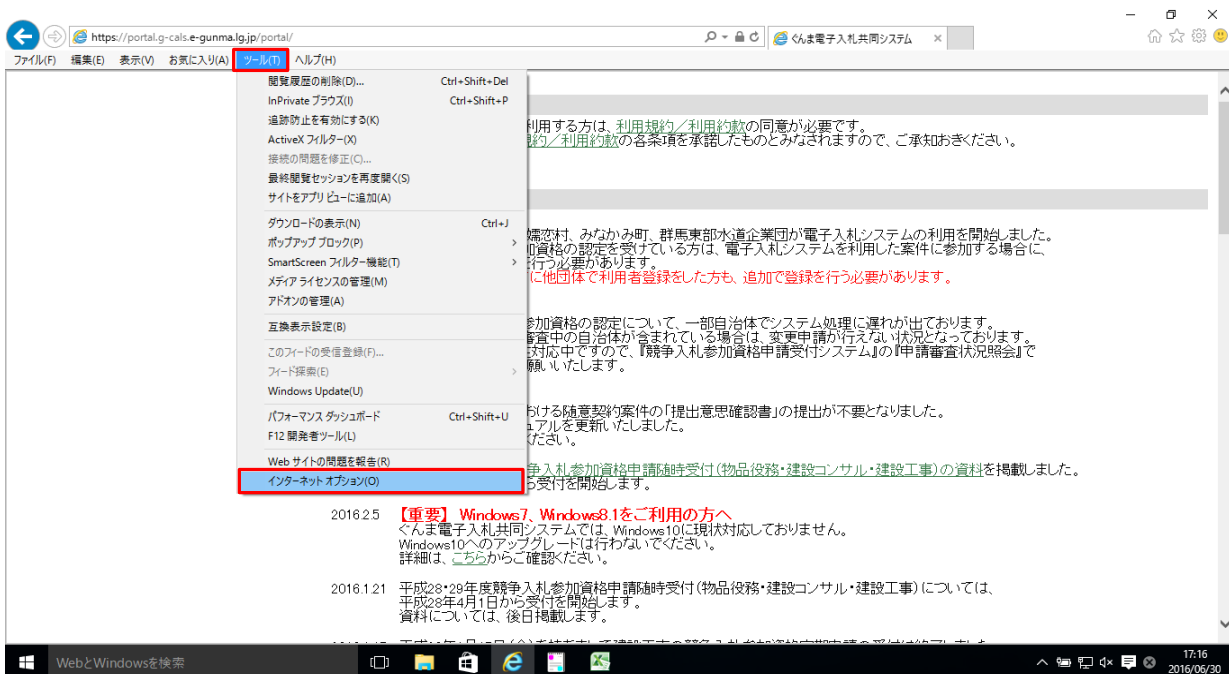 https://portal.g-cals.e-gunma.lg.jp/portal/
ぐんま電子入札共同システム
ファイル(F) 編集(E) 表示(V) お気に入り(A) ツール(T) ヘルプ(H)
閲覧履歴の削除(D)... Ctrl+Shift+Del
InPrivate ブラウズ(I) Ctrl+Shift+P
追跡防止を有効にする(K)
ActiveX フィルター(X)
接続の問題を修正(C)...
最終閲覧セッションを再度開く(S)
サイトをアプリ ビューに追加(A)
ダウンロードの表示(N) Ctrl+J
ポップアップ ブロック(P)
SmartScreen フィルター機能(T)
メディア ライセンスの管理(M)
アドオンの管理(A)
互換表示設定(B)
このフィードの受信登録(F)...
フィード探索(E)
Windows Update(U)
パフォーマンス ダッシュボード Ctrl+Shift+U
F12 開発者ツール(L)
Web サイトの問題を報告(R)
インターネット オプション(O)
利用する方は、利用規約／利用約款の同意が必要です。
約／利用約款の各条項を承諾したものとみなされますので、ご承知おきください。
嬬恋村、みなかみ町、群馬東部水道企業団が電子入札システムの利用を開始しました。
加資格の認定を受けている方は、電子入札システムを利用した案件に参加する場合に、
行う必要があります。
に他団体で利用者登録をした方も、追加で登録を行う必要があります。
参加資格の認定について、一部自治体でシステム処理に遅れが出ております。
審査中の自治体が含まれている場合は、変更申請が行えない状況となっております。
対応中ですので、『競争入札参加資格申請受付システム』の『申請審査状況照会』で
願いいたします。
おける随意契約案件の「提出意思確認書」の提出が不要となりました。
ュアルを更新いたしました。
ください。
争入札参加資格申請随時受付(物品役務・建設コンサル・建設工事)の資料を掲載しました。
ら受付を開始します。
2016.2.5 【重要】 Windows7、Windows8.1をご利用の方へ
ぐんま電子入札共同システムでは、Windows10に現状対応しておりません。
Windows10へのアップグレードは行わないでください。
詳細は、こちらからご確認ください。
2016.1.21 平成28・29年度競争入札参加資格申請随時受付(物品役務・建設コンサル・建設工事)については、
平成28年4月1日から受付を開始します。
資料については、後日掲載します。
WebとWindowsを検索
17:16
2016/06/30